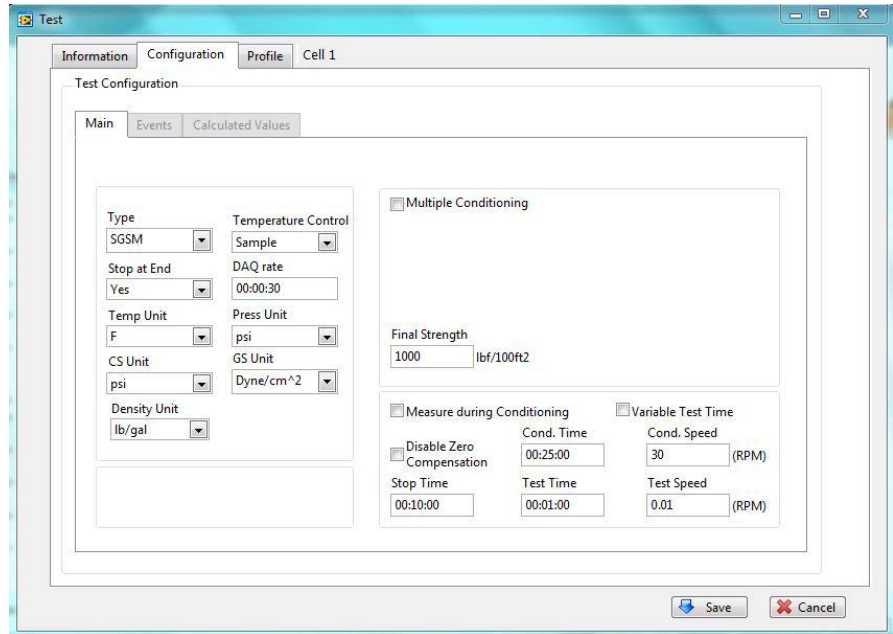 Test
Information Configuration Profile Cell 1
Test Configuration
Main Events Calculated Values
Type Temperature Control
SGSM Sample
Stop at End DAQ rate
Yes 00:00:30
Temp Unit Press Unit
F psi
CS Unit GS Unit
psi Dyne/cm^2
Density Unit
lb/gal
Multiple Conditioning
Final Strength
1000 lbf/100ft2
Measure during Conditioning Variable Test Time
Disable Zero
Compensation
Cond. Time Cond. Speed
00:25:00 30 (RPM)
Stop Time Test Time Test Speed
00:10:00 00:01:00 0.01 (RPM)
Save Cancel